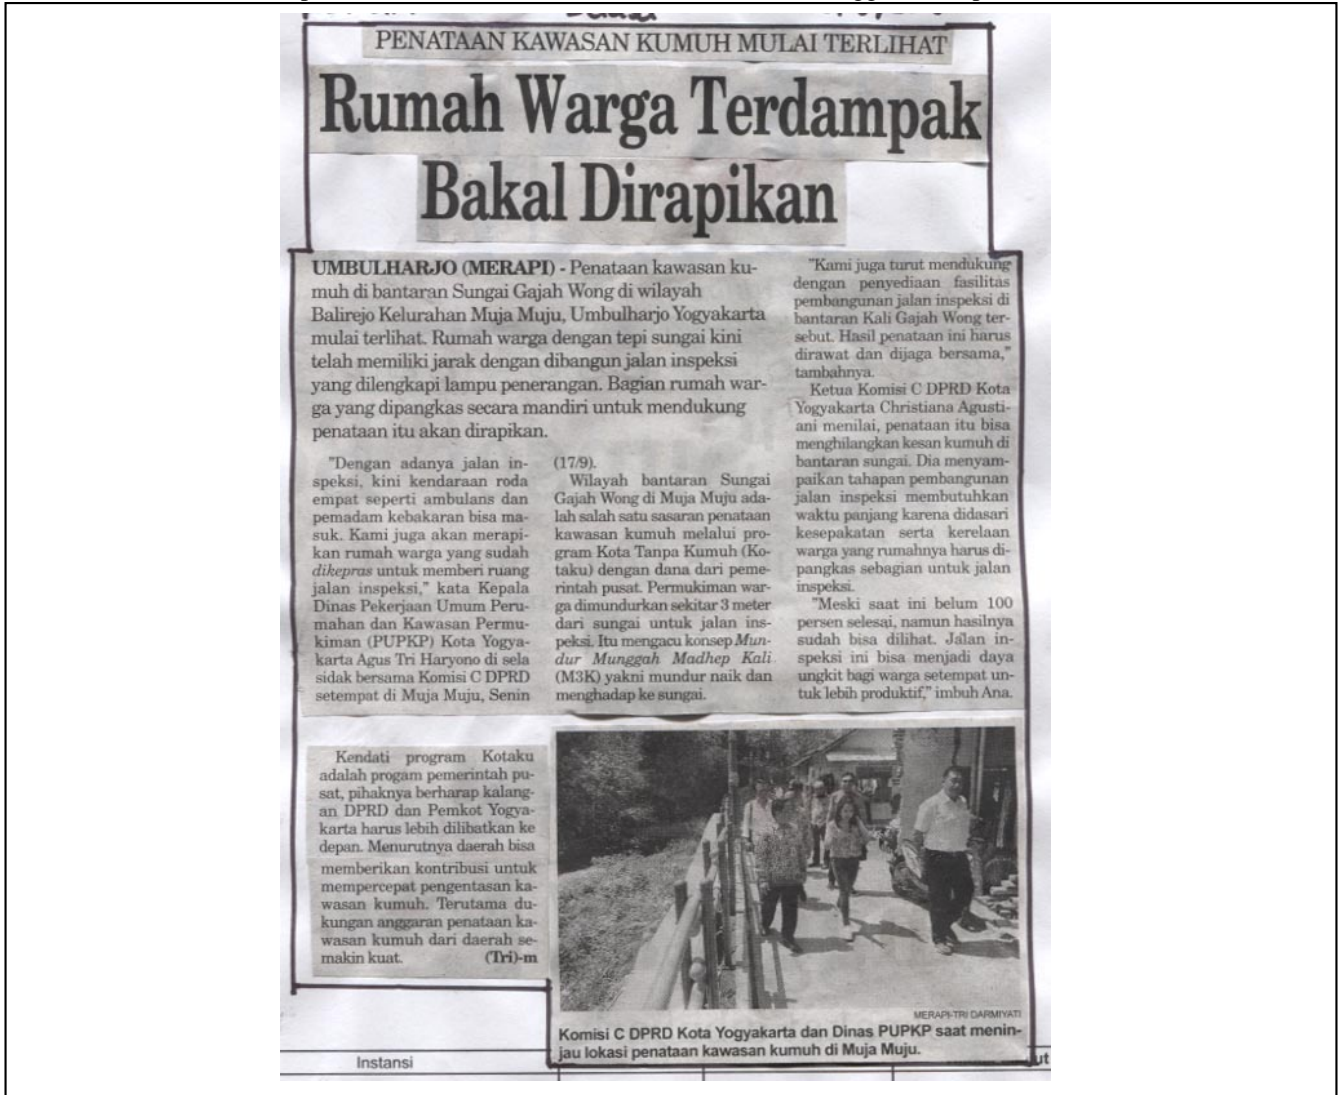 PENATAAN KAWASAN KUMUH MULAI TERLIHAT
Rumah Warga Terdampak
Bakal Dirapikan
UMBULHARJO (MERAPI) - Penataan kawasan ku-
muh di bantaran Sungai Gajah Wong di wilayah
Balirejo Kelurahan Muja Muju, Umbulharjo Yogyakarta
mulai terlihat. Rumah warga dengan tepi sungai kini
telah memiliki jarak dengan dibangun jalan inspeksi
yang dilengkapi lampu penerangan. Bagian rumah war-
ga yang dipangkas secara mandiri untuk mendukung
penataan itu akan dirapikan.
"Dengan adanya jalan in-
speksi, kini kendaraan roda
empat seperti ambulans dan
pemadam kebakaran bisa ma-
suk. Kami juga akan merapi-
kan rumah warga yang sudah
dikepras untuk memberi ruang
jalan inspeksi," kata Kepala
Dinas Pekerjaan Umum Peru-
mahan dan Kawasan Permu-
kiman (PUPKP) Kota Yogya-
karta Agus Tri Haryono di sela
sidak bersama Komisi C DPRD
setempat di Muja Muju, Senin
(17/9).
Wilayah bantaran Sungai
Gajah Wong di Muja Muju ada-
lah salah satu sasaran penataan
kawasan kumuh melalui pro-
gram Kota Tanpa Kumuh (Ko-
taku) dengan dana dari peme-
rintah pusat. Permukiman war-
ga dimundurkan sekitar 3 meter
dari sungai untuk jalan ins-
peksi. Itu mengacu konsep Mun-
dur Munggah Madhep Kali
(M3K) yakni mundur naik dan
menghadap ke sungai.
"Kami juga turut mendukung
dengan penyediaan fasilitas
pembangunan jalan inspeksi di
bantaran Kali Gajah Wong ter-
sebut. Hasil penataan ini harus
dirawat dan dijaga bersama,"
tambahnya.
Ketua Komisi C DPRD Kota
Yogyakarta Christiana Agusti-
ani menilai, penataan itu bisa
menghilangkan kesan kumuh di
bantaran sungai. Dia menyam-
paikan tahapan pembangunan
jalan inspeksi membutuhkan
waktu panjang karena didasari
kesepakatan serta kerelaan
warga yang rumahnya harus di-
pangkas sebagian untuk jalan
inspeksi.
"Meski saat ini belum 100
persen selesai, namun hasilnya
sudah bisa dilihat. Jalan in-
speksi ini bisa menjadi daya
ungkit bagi warga setempat un-
tuk lebih produktif," imbuh Ana.
Kendati program Kotaku
adalah progam pemerintah pu-
sat, pihaknya berharap kalang-
an DPRD dan Pemkot Yogya-
karta harus lebih dilibatkan ke
depan. Menurutnya daerah bisa
memberikan kontribusi untuk
mempercepat pengentasan ka-
wasan kumuh. Terutama du-
kungan anggaran penataan ka-
wasan kumuh dari daerah se-
makin kuat. (Tri)-m
MERAPI-TRI DARMIYATI
Komisi C DPRD Kota Yogyakarta dan Dinas PUPKP saat menin-
jau lokasi penataan kawasan kumuh di Muja Muju.
Instansi
ut